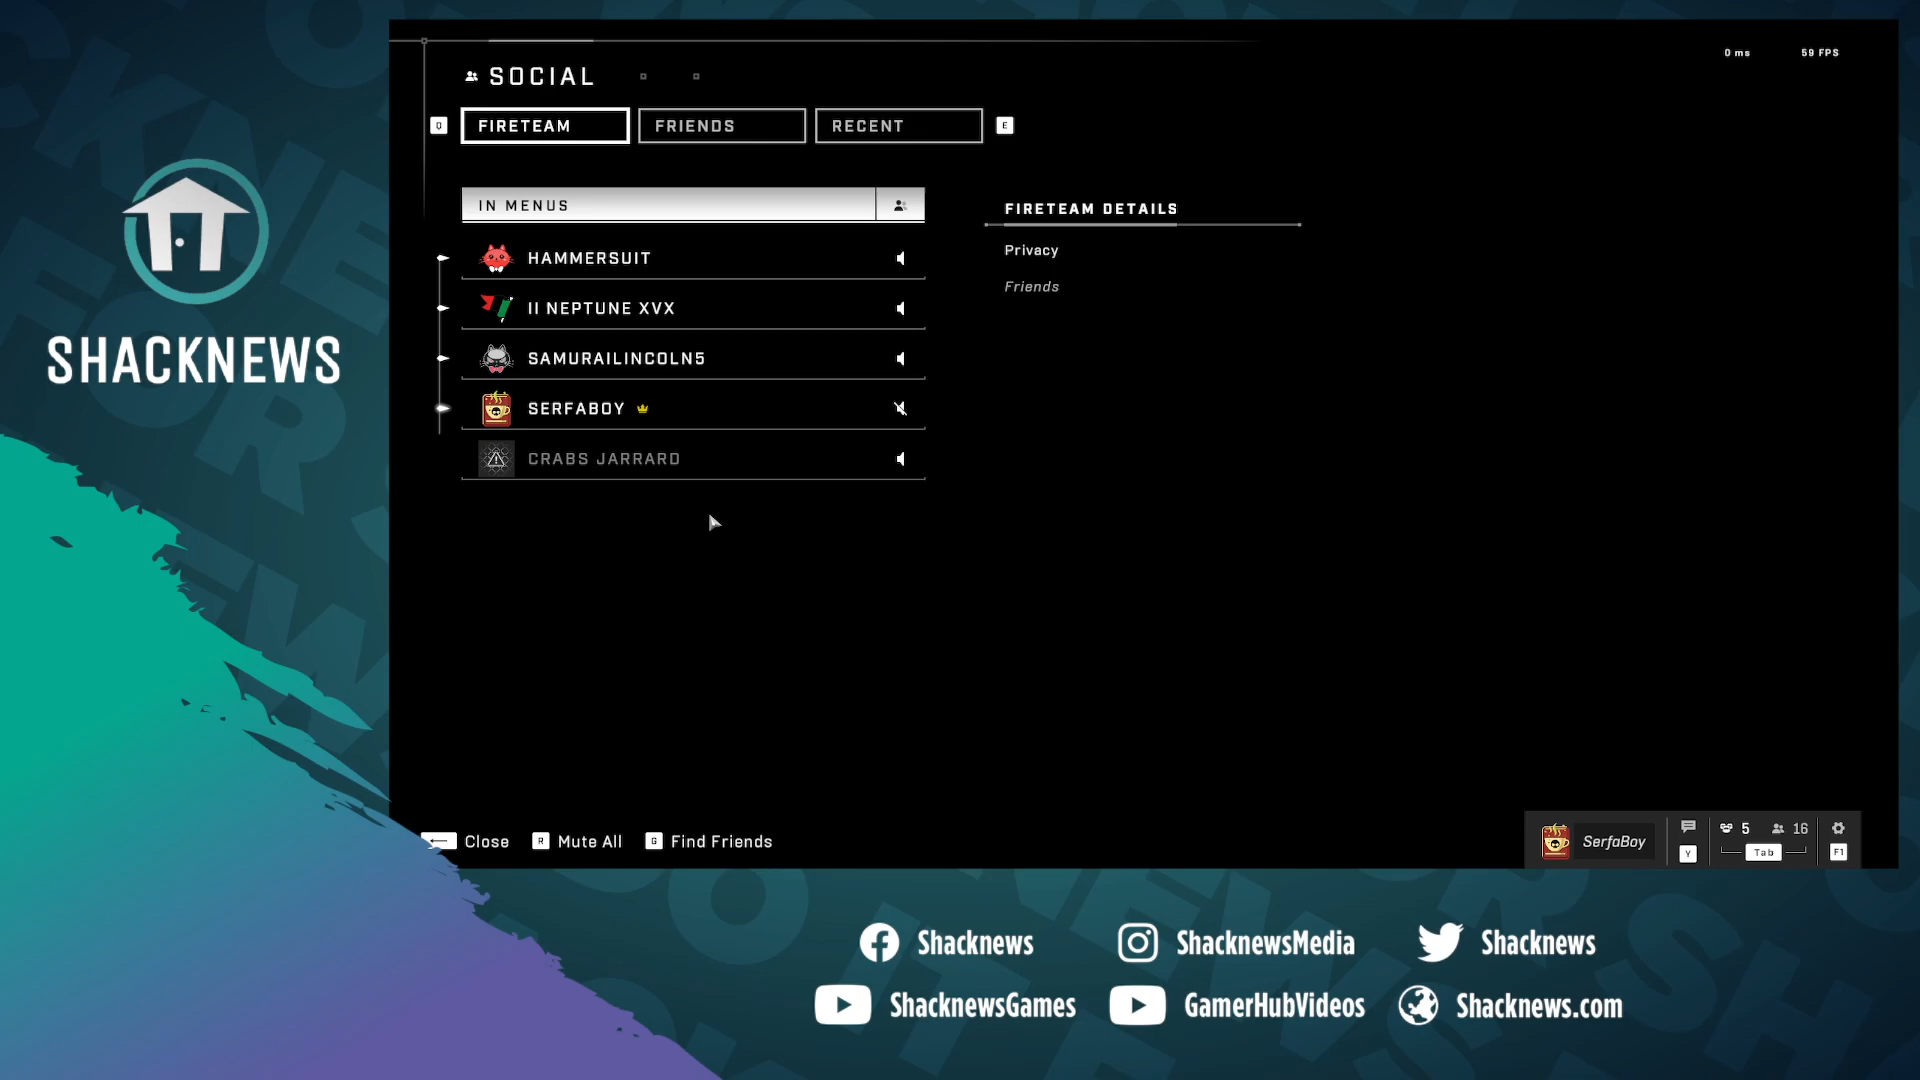 SOCIAL
0 ms
59 FPS
Q
FIRETEAM
FRIENDS
RECENT
E
IN MENUS
HAMMERSUIT
II NEPTUNE XVX
SAMURAILINCOLN5
SERFABOY
CRABS JARRARD
FIRETEAM DETAILS
Privacy
Friends
SHACKNEWS
Close
R Mute All
G Find Friends
SerfaBoy
Y
5
16
Tab
F1
Shacknews
ShacknewsMedia
Shacknews
ShacknewsGames
GamerHubVideos
Shacknews.com